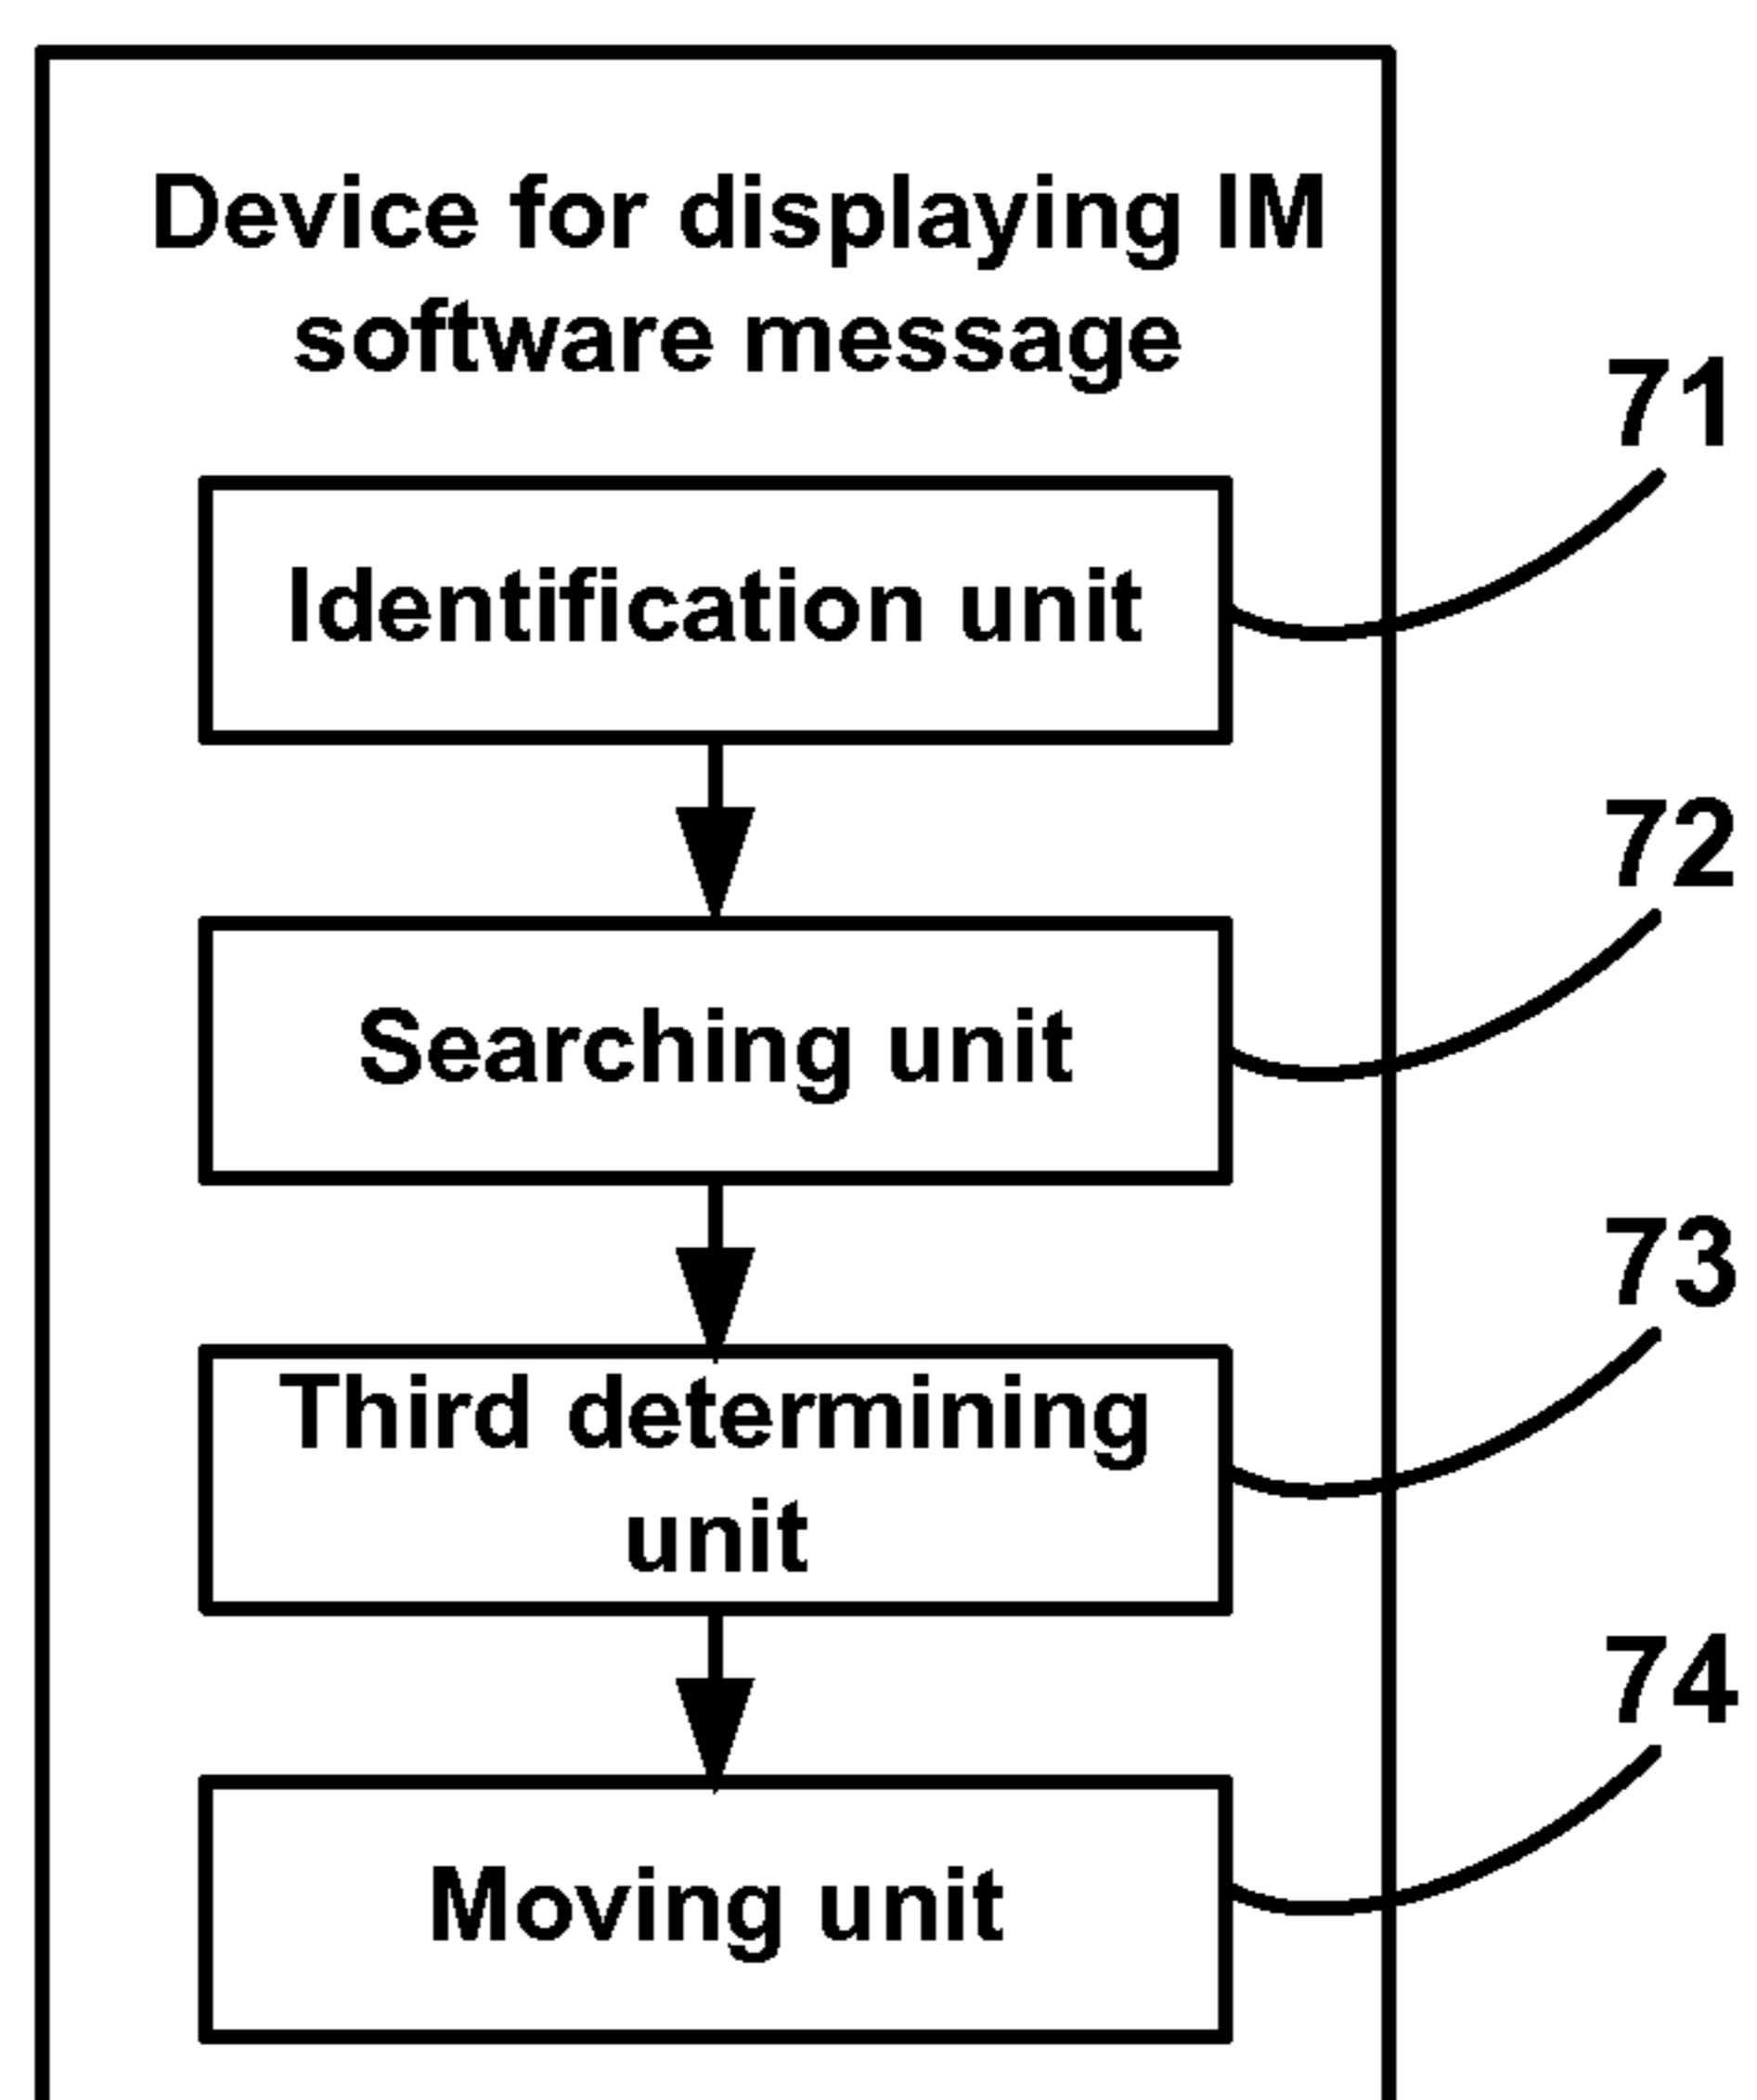 Device for displaying IM
software message
71
Identification unit
72
Searching unit
73
Third determining
unit
74
Moving unit